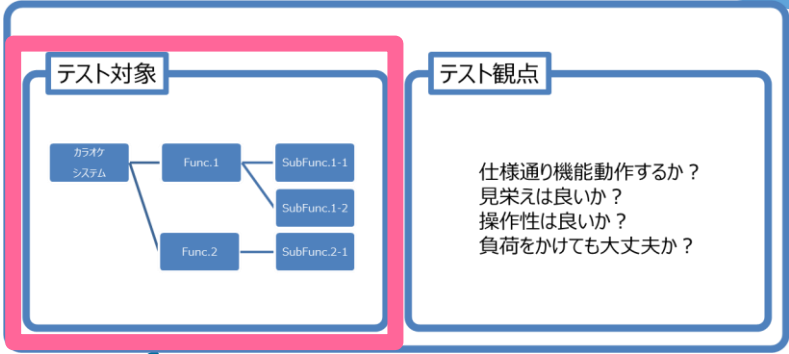 テスト対象
カラオケ
システム
Func.1
SubFunc.1-1
SubFunc.1-2
Func.2
SubFunc.2-1
テスト観点
仕様通り機能動作するか？
見栄えは良いか？
操作性は良いか？
負荷をかけても大丈夫か？